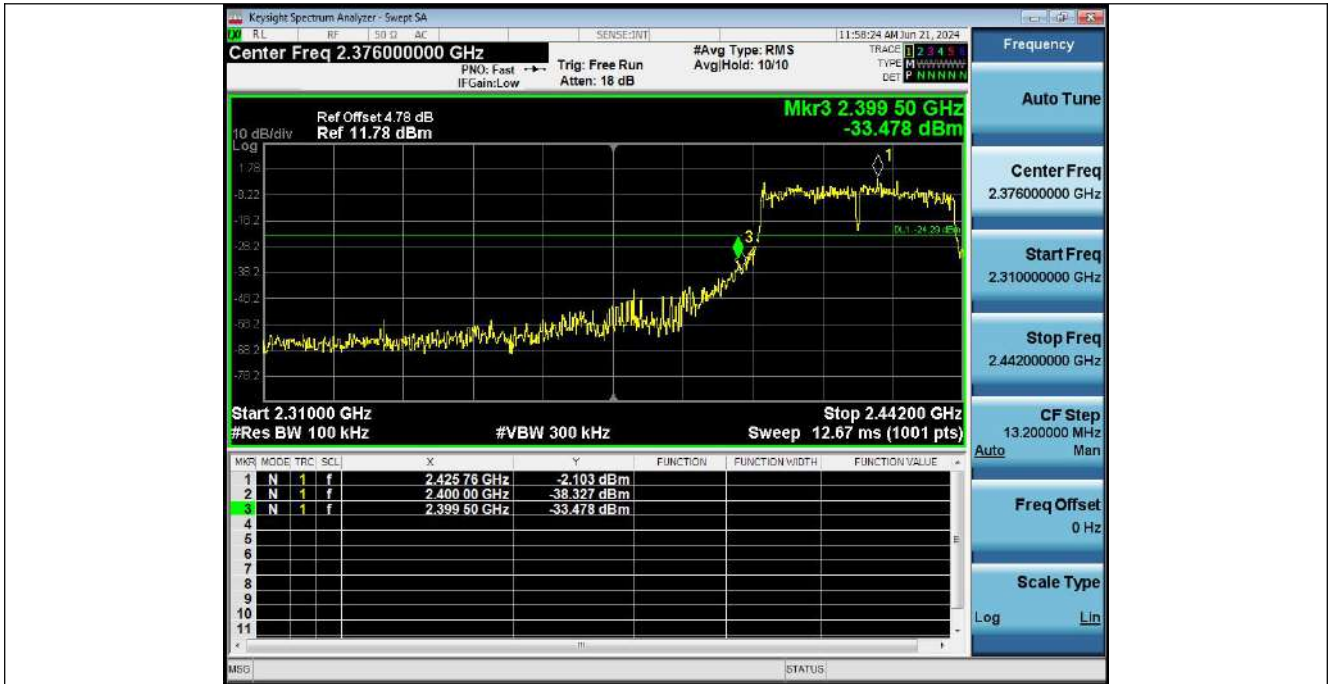 Keysight Spectrum Analyzer - Swept SA
RL RF 50 Ω AC SENSE:INT 11:58:24 AM Jun 21, 2024
Center Freq 2.376000000 GHz
PNO: Fast
IFGain:Low
Trig: Free Run
Atten: 18 dB
#Avg Type: RMS
Avg|Hold: 10/10
TRACE 1 2 3 4 5 6
TYPE M WWWWW
DET P N N N N N
Mkr3 2.399 50 GHz
-33.478 dBm
Ref Offset 4.78 dB
10 dB/div Ref 11.78 dBm
Log
1.78
-8.22
-18.2
-28.2
-38.2
-48.2
-58.2
-68.2
-78.2
1
3
DL1 -24.29 dBm
Start 2.31000 GHz Stop 2.44200 GHz
#Res BW 100 kHz #VBW 300 kHz Sweep 12.67 ms (1001 pts)
MKR MODE TRC SCL X Y FUNCTION FUNCTION WIDTH FUNCTION VALUE
1 N 1 f 2.425 76 GHz -2.103 dBm
2 N 1 f 2.400 00 GHz -38.327 dBm
3 N 1 f 2.399 50 GHz -33.478 dBm
4
5
6
7
8
9
10
11
MSG STATUS
Frequency
Auto Tune
Center Freq
2.376000000 GHz
Start Freq
2.310000000 GHz
Stop Freq
2.442000000 GHz
CF Step
13.200000 MHz
Auto Man
Freq Offset
0 Hz
Scale Type
Log Lin